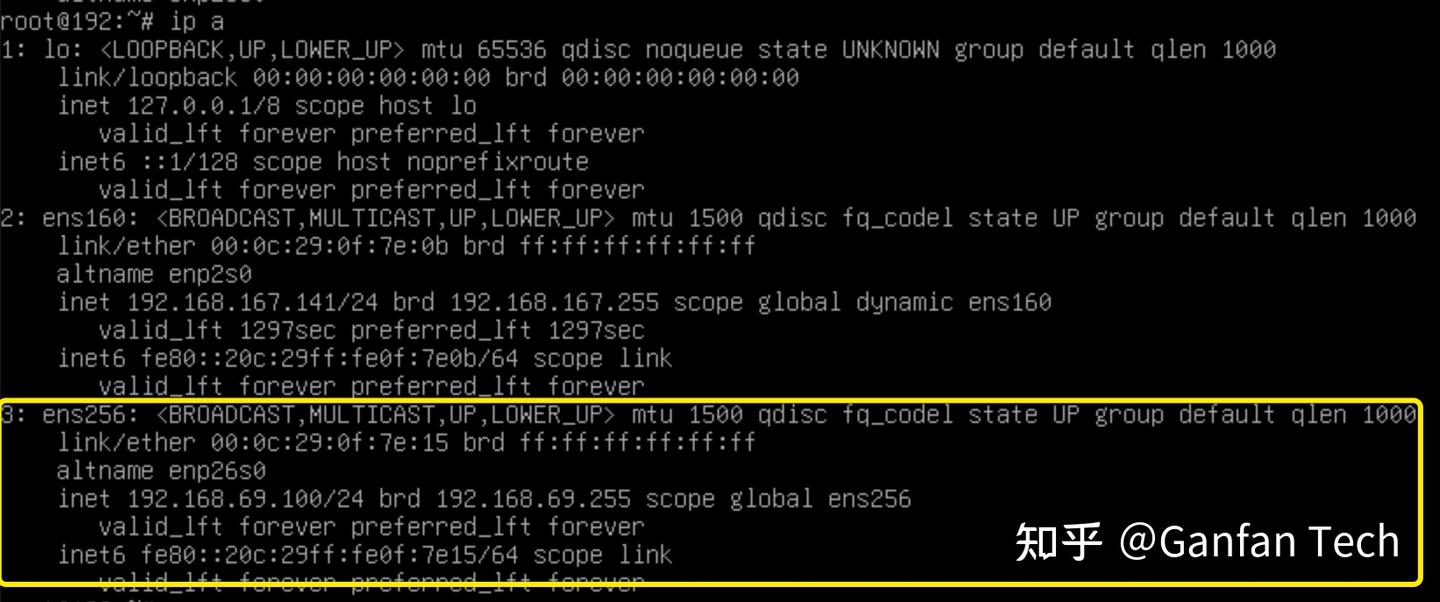 root@192:~# ip a
1: lo: <LOOPBACK,UP,LOWER_UP> mtu 65536 qdisc noqueue state UNKNOWN group default qlen 1000
link/loopback 00:00:00:00:00:00 brd 00:00:00:00:00:00
inet 127.0.0.1/8 scope host lo
valid_lft forever preferred_lft forever
inet6 ::1/128 scope host noprefixroute
valid_lft forever preferred_lft forever
2: ens160: <BROADCAST,MULTICAST,UP,LOWER_UP> mtu 1500 qdisc fq_codel state UP group default qlen 1000
link/ether 00:0c:29:0f:7e:0b brd ff:ff:ff:ff:ff:ff
altname enp2s0
inet 192.168.167.141/24 brd 192.168.167.255 scope global dynamic ens160
valid_lft 1297sec preferred_lft 1297sec
inet6 fe80::20c:29ff:fe0f:7e0b/64 scope link
valid_lft forever preferred_lft forever
3: ens256: <BROADCAST,MULTICAST,UP,LOWER_UP> mtu 1500 qdisc fq_codel state UP group default qlen 1000
link/ether 00:0c:29:0f:7e:15 brd ff:ff:ff:ff:ff:ff
altname enp26s0
inet 192.168.69.100/24 brd 192.168.69.255 scope global ens256
valid_lft forever preferred_lft forever
inet6 fe80::20c:29ff:fe0f:7e15/64 scope link
valid_lft forever preferred_lft forever
知乎 @Ganfan Tech